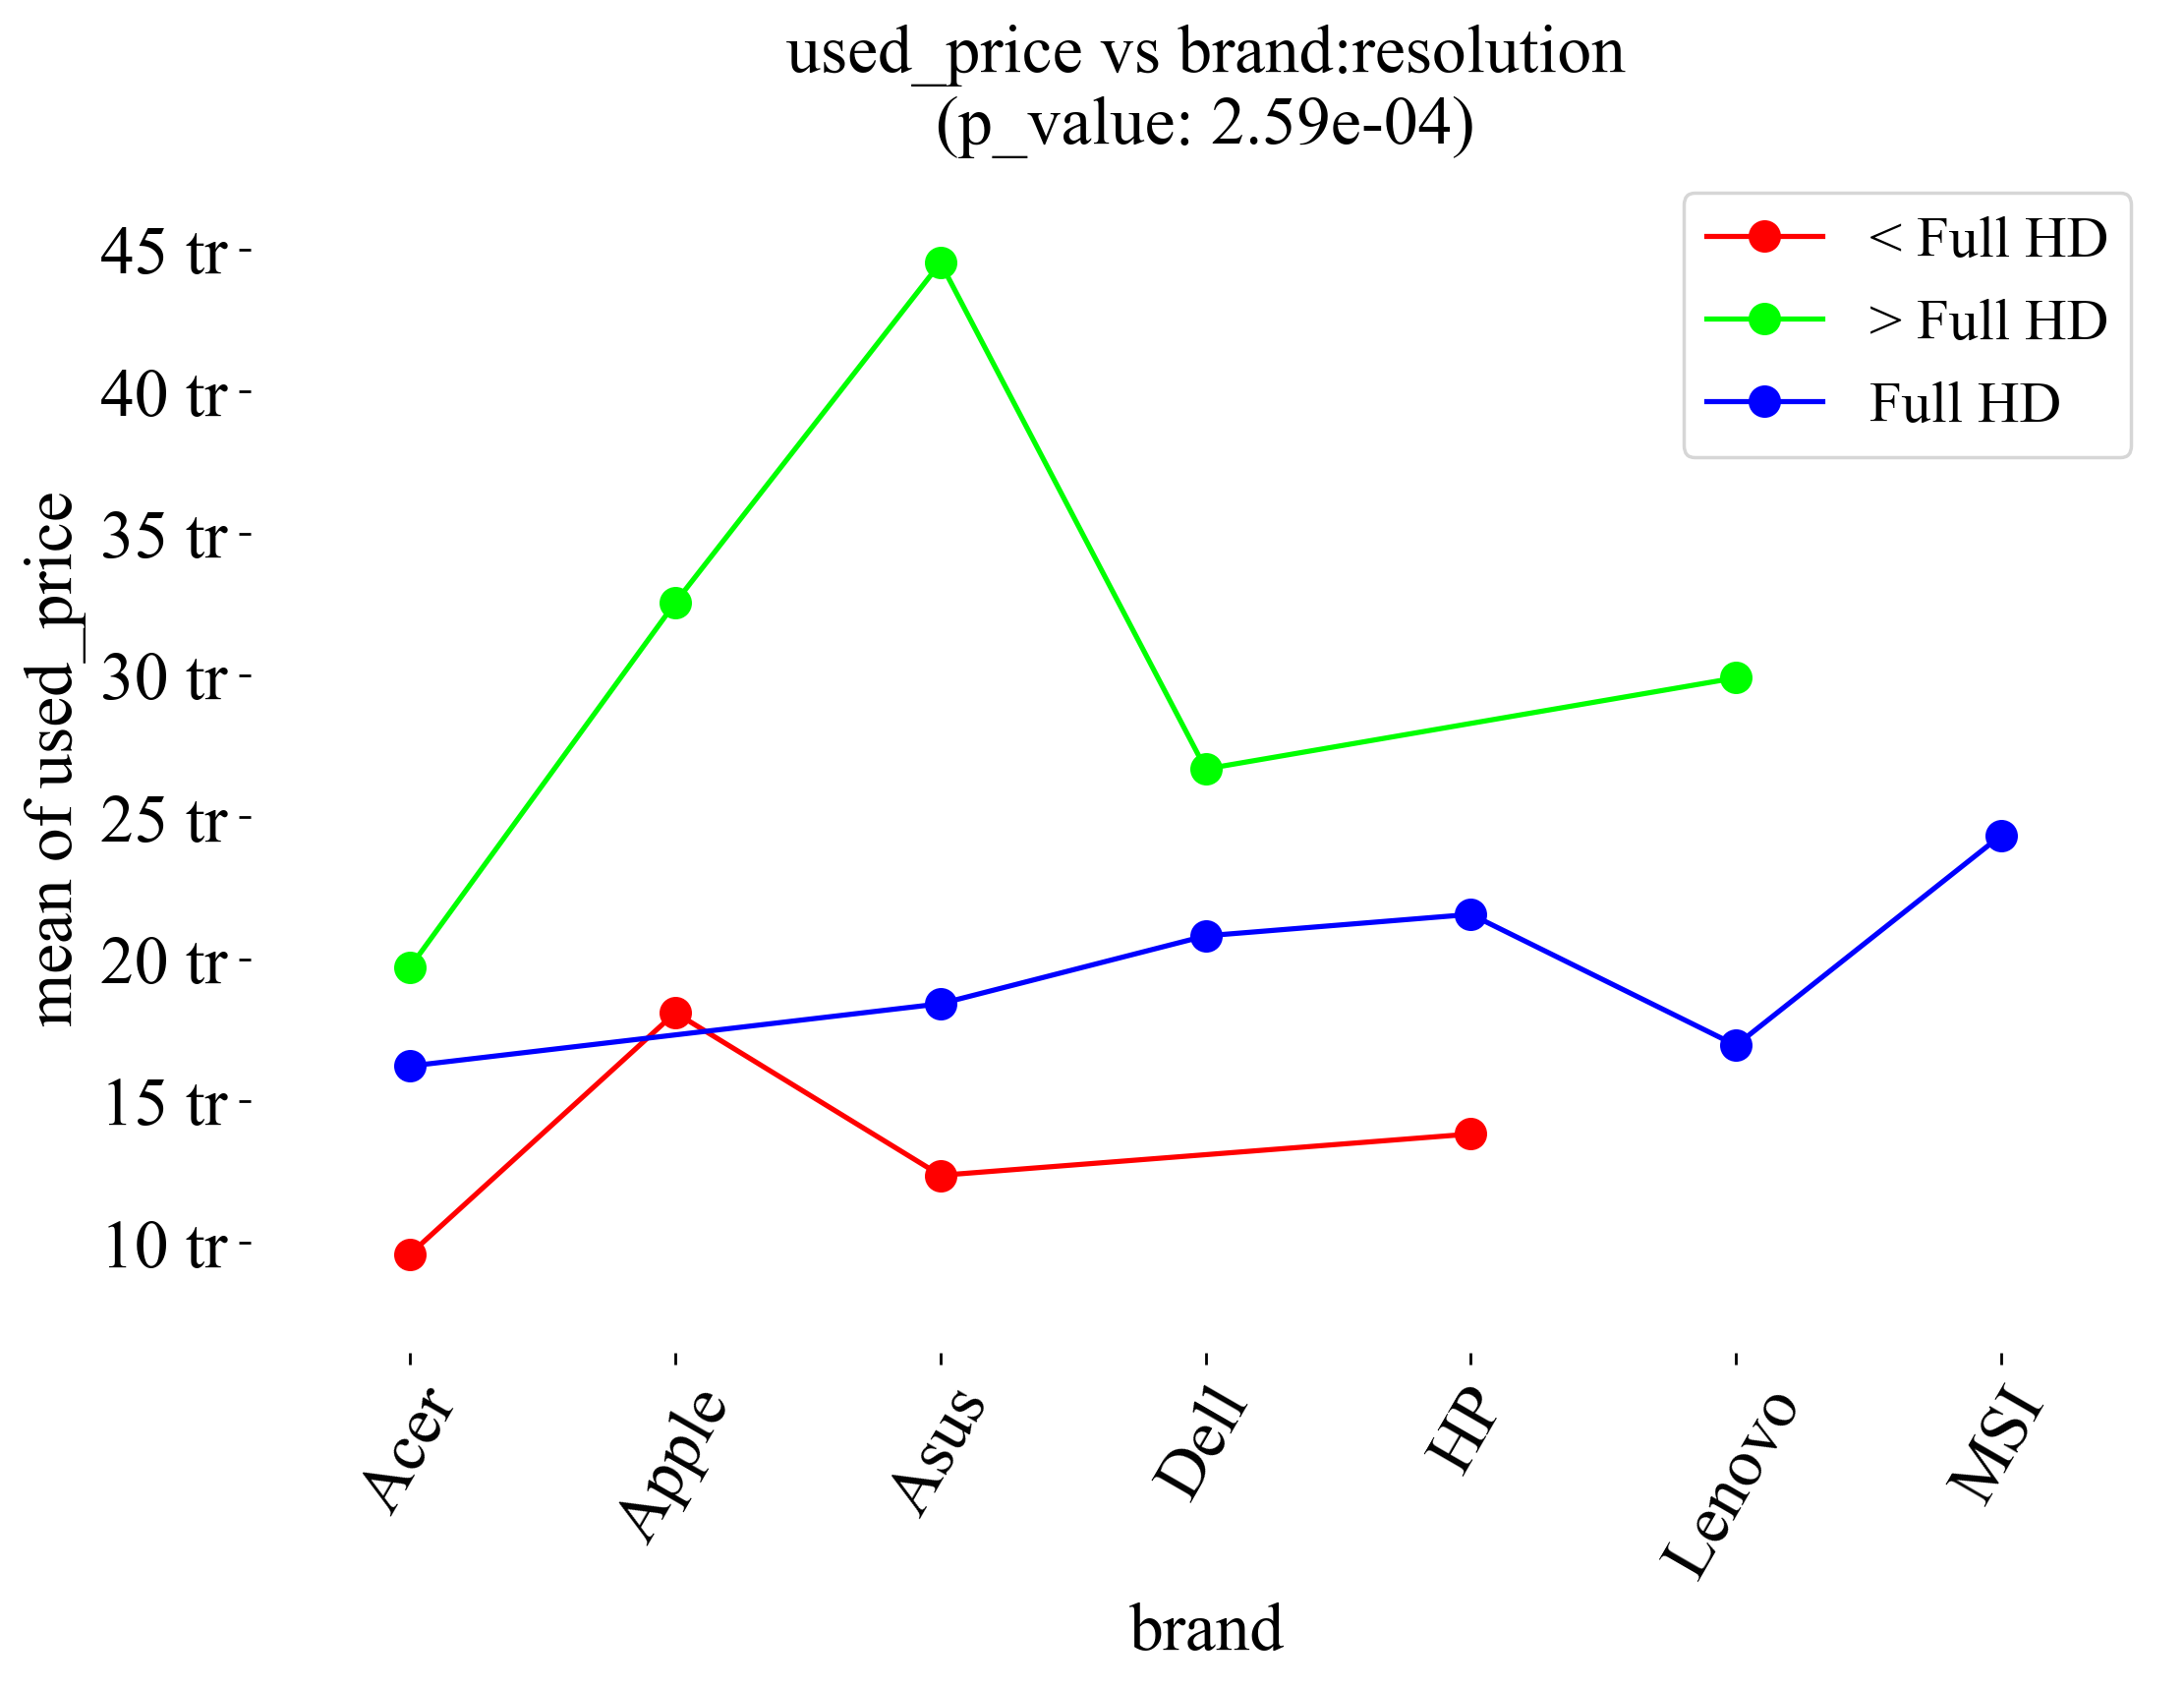 used_price vs brand:resolution
(p_value: 2.59e-04)
< Full HD
> Full HD
Full HD
mean of used_price
45 tr
40 tr
35 tr
30 tr
25 tr
20 tr
15 tr
10 tr
Acer
Apple
Asus
Dell
HP
Lenovo
MSI
brand